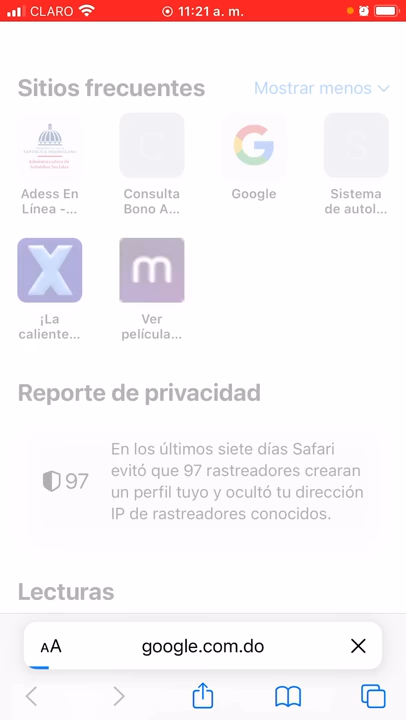 CLARO 11:21 a. m.
Sitios frecuentes Mostrar menos
C S
Adess En Línea -... Consulta Bono A... Google Sistema de autol...
X m
¡La caliente... Ver película...
Reporte de privacidad
97
En los últimos siete días Safari
evitó que 97 rastreadores crearan
un perfil tuyo y ocultó tu dirección
IP de rastreadores conocidos.
Lecturas
AA google.com.do